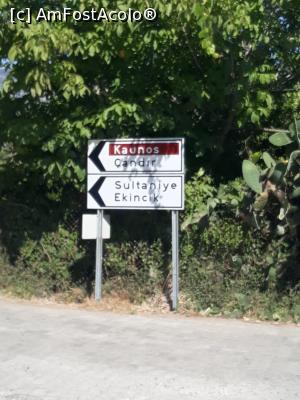 [c] AmFostAcolo®
Kaunos
Çandır
Sultaniye
Ekincik